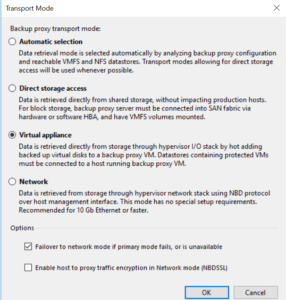 Transport Mode
Backup proxy transport mode:
Automatic selection
Data retrieval mode is selected automatically by analyzing backup proxy configuration
and reachable VMFS and NFS datastores. Transport modes allowing for direct storage
access will be used whenever possible.
Direct storage access
Data is retrieved directly from shared storage, without impacting production hosts.
For block storage, backup proxy server must be connected into SAN fabric via
hardware or software HBA, and have VMFS volumes mounted.
Virtual appliance
Data is retrieved directly from storage through hypervisor I/O stack by hot adding
backed up virtual disks to a backup proxy VM. Datastores containing protected VMs
must be connected to a host running backup proxy VM.
Network
Data is retrieved from storage through hypervisor network stack using NBD protocol
over host management interface. This mode has no special setup requirements.
Recommended for 10 Gb Ethernet or faster.
Options
Failover to network mode if primary mode fails, or is unavailable
Enable host to proxy traffic encryption in Network mode (NBDSSL)
OK
Cancel